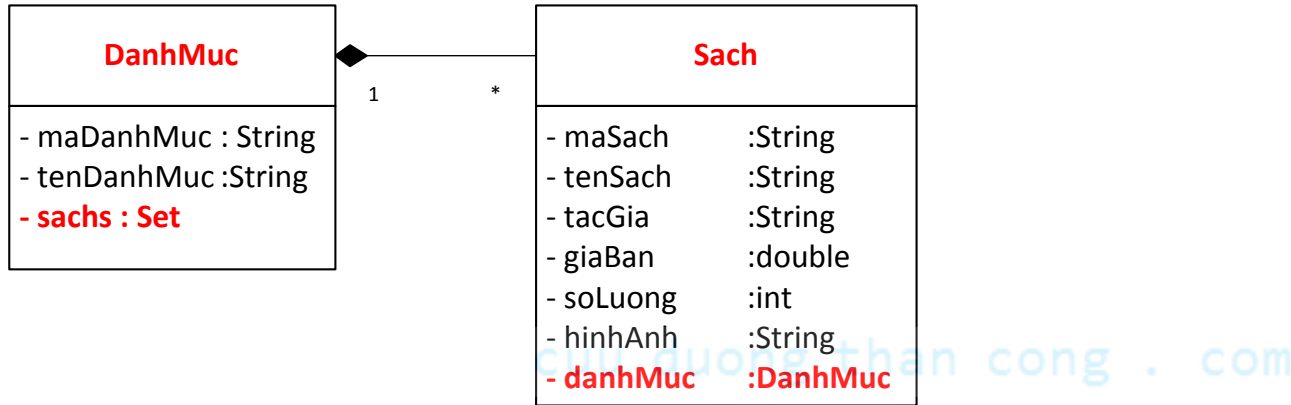 DanhMuc
1
*
- maDanhMuc : String
- tenDanhMuc :String
- sachs : Set
Sach
- maSach :String
- tenSach :String
- tacGia :String
- giaBan :double
- soLuong :int
- hinhAnh :String
- danhMuc :DanhMuc
cuu duong than cong . com